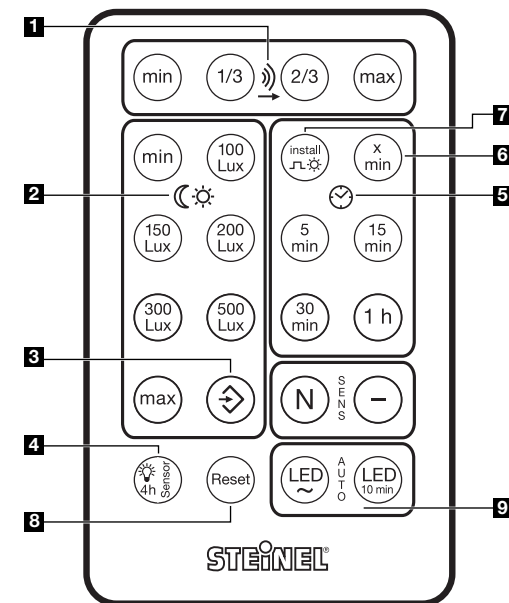 1
min 1/3 2/3 max
7
install
x min
6
min
100 Lux
2
5
150 Lux
200 Lux
5 min
15 min
300 Lux
500 Lux
30 min
1 h
3
max
N SENS –
4
4h Sensor
Reset
LED ~ AUTO LED 10 min
8
9
STEINEL®